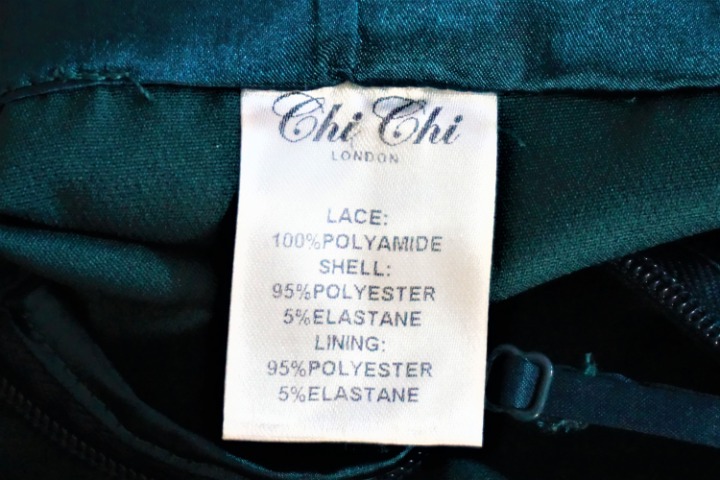 Chi Chi
LONDON
LACE:
100%POLYAMIDE
SHELL:
95%POLYESTER
5%ELASTANE
LINING:
95%POLYESTER
5%ELASTANE